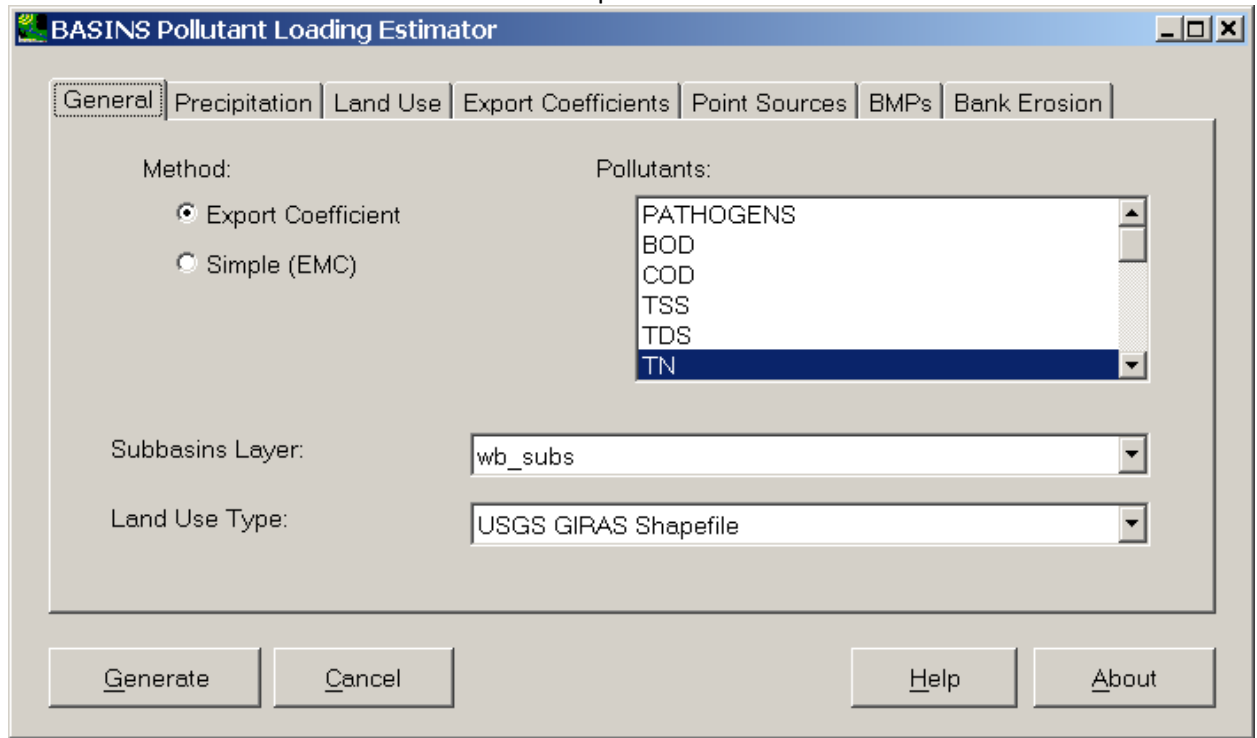 BASINS Pollutant Loading Estimator
General Precipitation Land Use Export Coefficients Point Sources BMPs Bank Erosion
Method:
Export Coefficient
Simple (EMC)
Pollutants:
PATHOGENS
BOD
COD
TSS
TDS
TN
Subbasins Layer:
wb_subs
Land Use Type:
USGS GIRAS Shapefile
Generate Cancel Help About